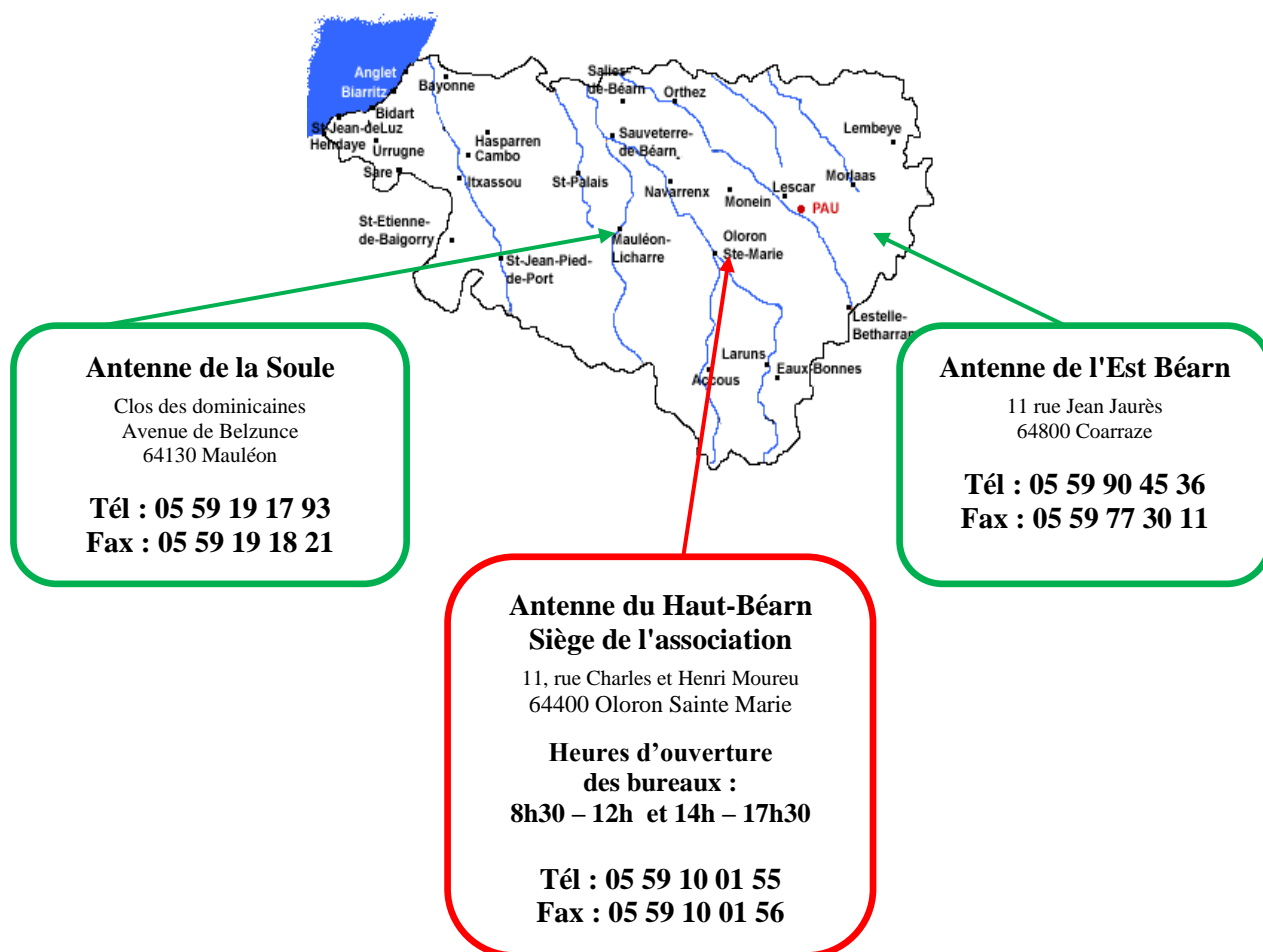 Anglet
Biarritz
Bayonne
Bidart
St-Jean-deLuz
Hendaye
Urrugne
Sare
Hasparren
Cambo
Itxassou
St-Etienne-
de-Baigorry
St-Jean-Pied-
de-Port
St-Palais
Salies-
de-Béarn
Orthez
Sauveterre-
de-Béarn
Navarrenx
Monein
Lescar
Morlaas
Lembeye
PAU
Mauléon-
Licharre
Oloron
Ste-Marie
Lestelle-
Betharram
Laruns
Eaux-Bonnes
Accous
Antenne de la Soule
Clos des dominicaines
Avenue de Belzunce
64130 Mauléon
Tél : 05 59 19 17 93
Fax : 05 59 19 18 21
Antenne du Haut-Béarn
Siège de l'association
11, rue Charles et Henri Moureu
64400 Oloron Sainte Marie
Heures d’ouverture
des bureaux :
8h30 – 12h et 14h – 17h30
Tél : 05 59 10 01 55
Fax : 05 59 10 01 56
Antenne de l'Est Béarn
11 rue Jean Jaurès
64800 Coarraze
Tél : 05 59 90 45 36
Fax : 05 59 77 30 11